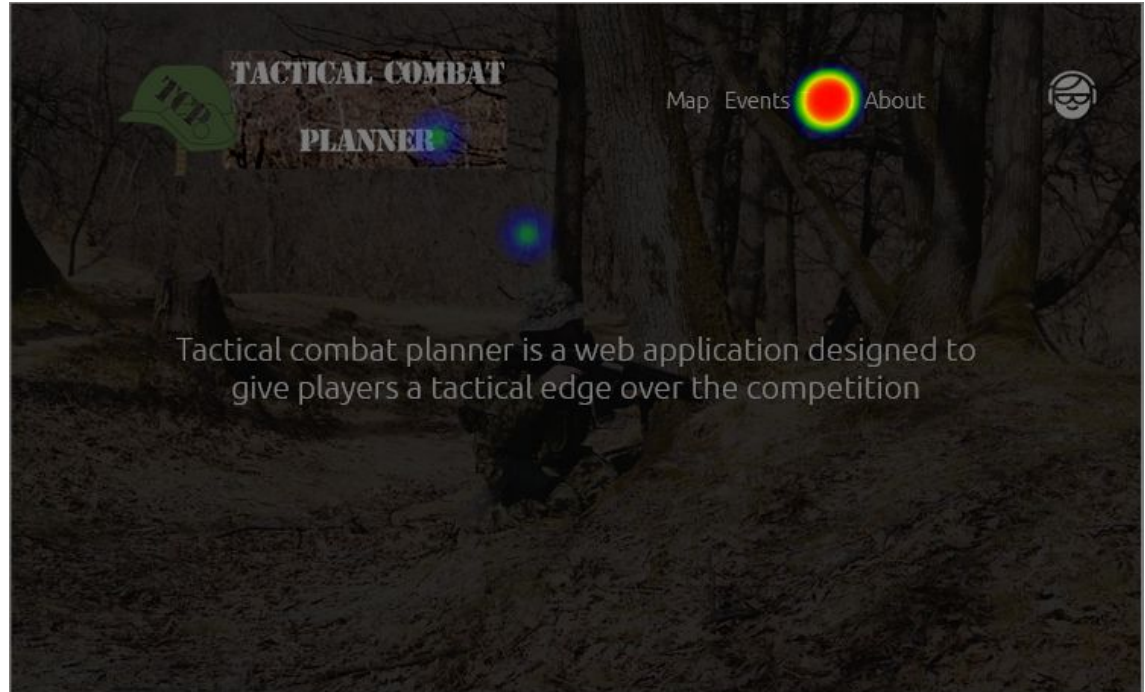 TACTICAL COMBAT
PLANNER
TCP
Map Events About
Tactical combat planner is a web application designed to
give players a tactical edge over the competition